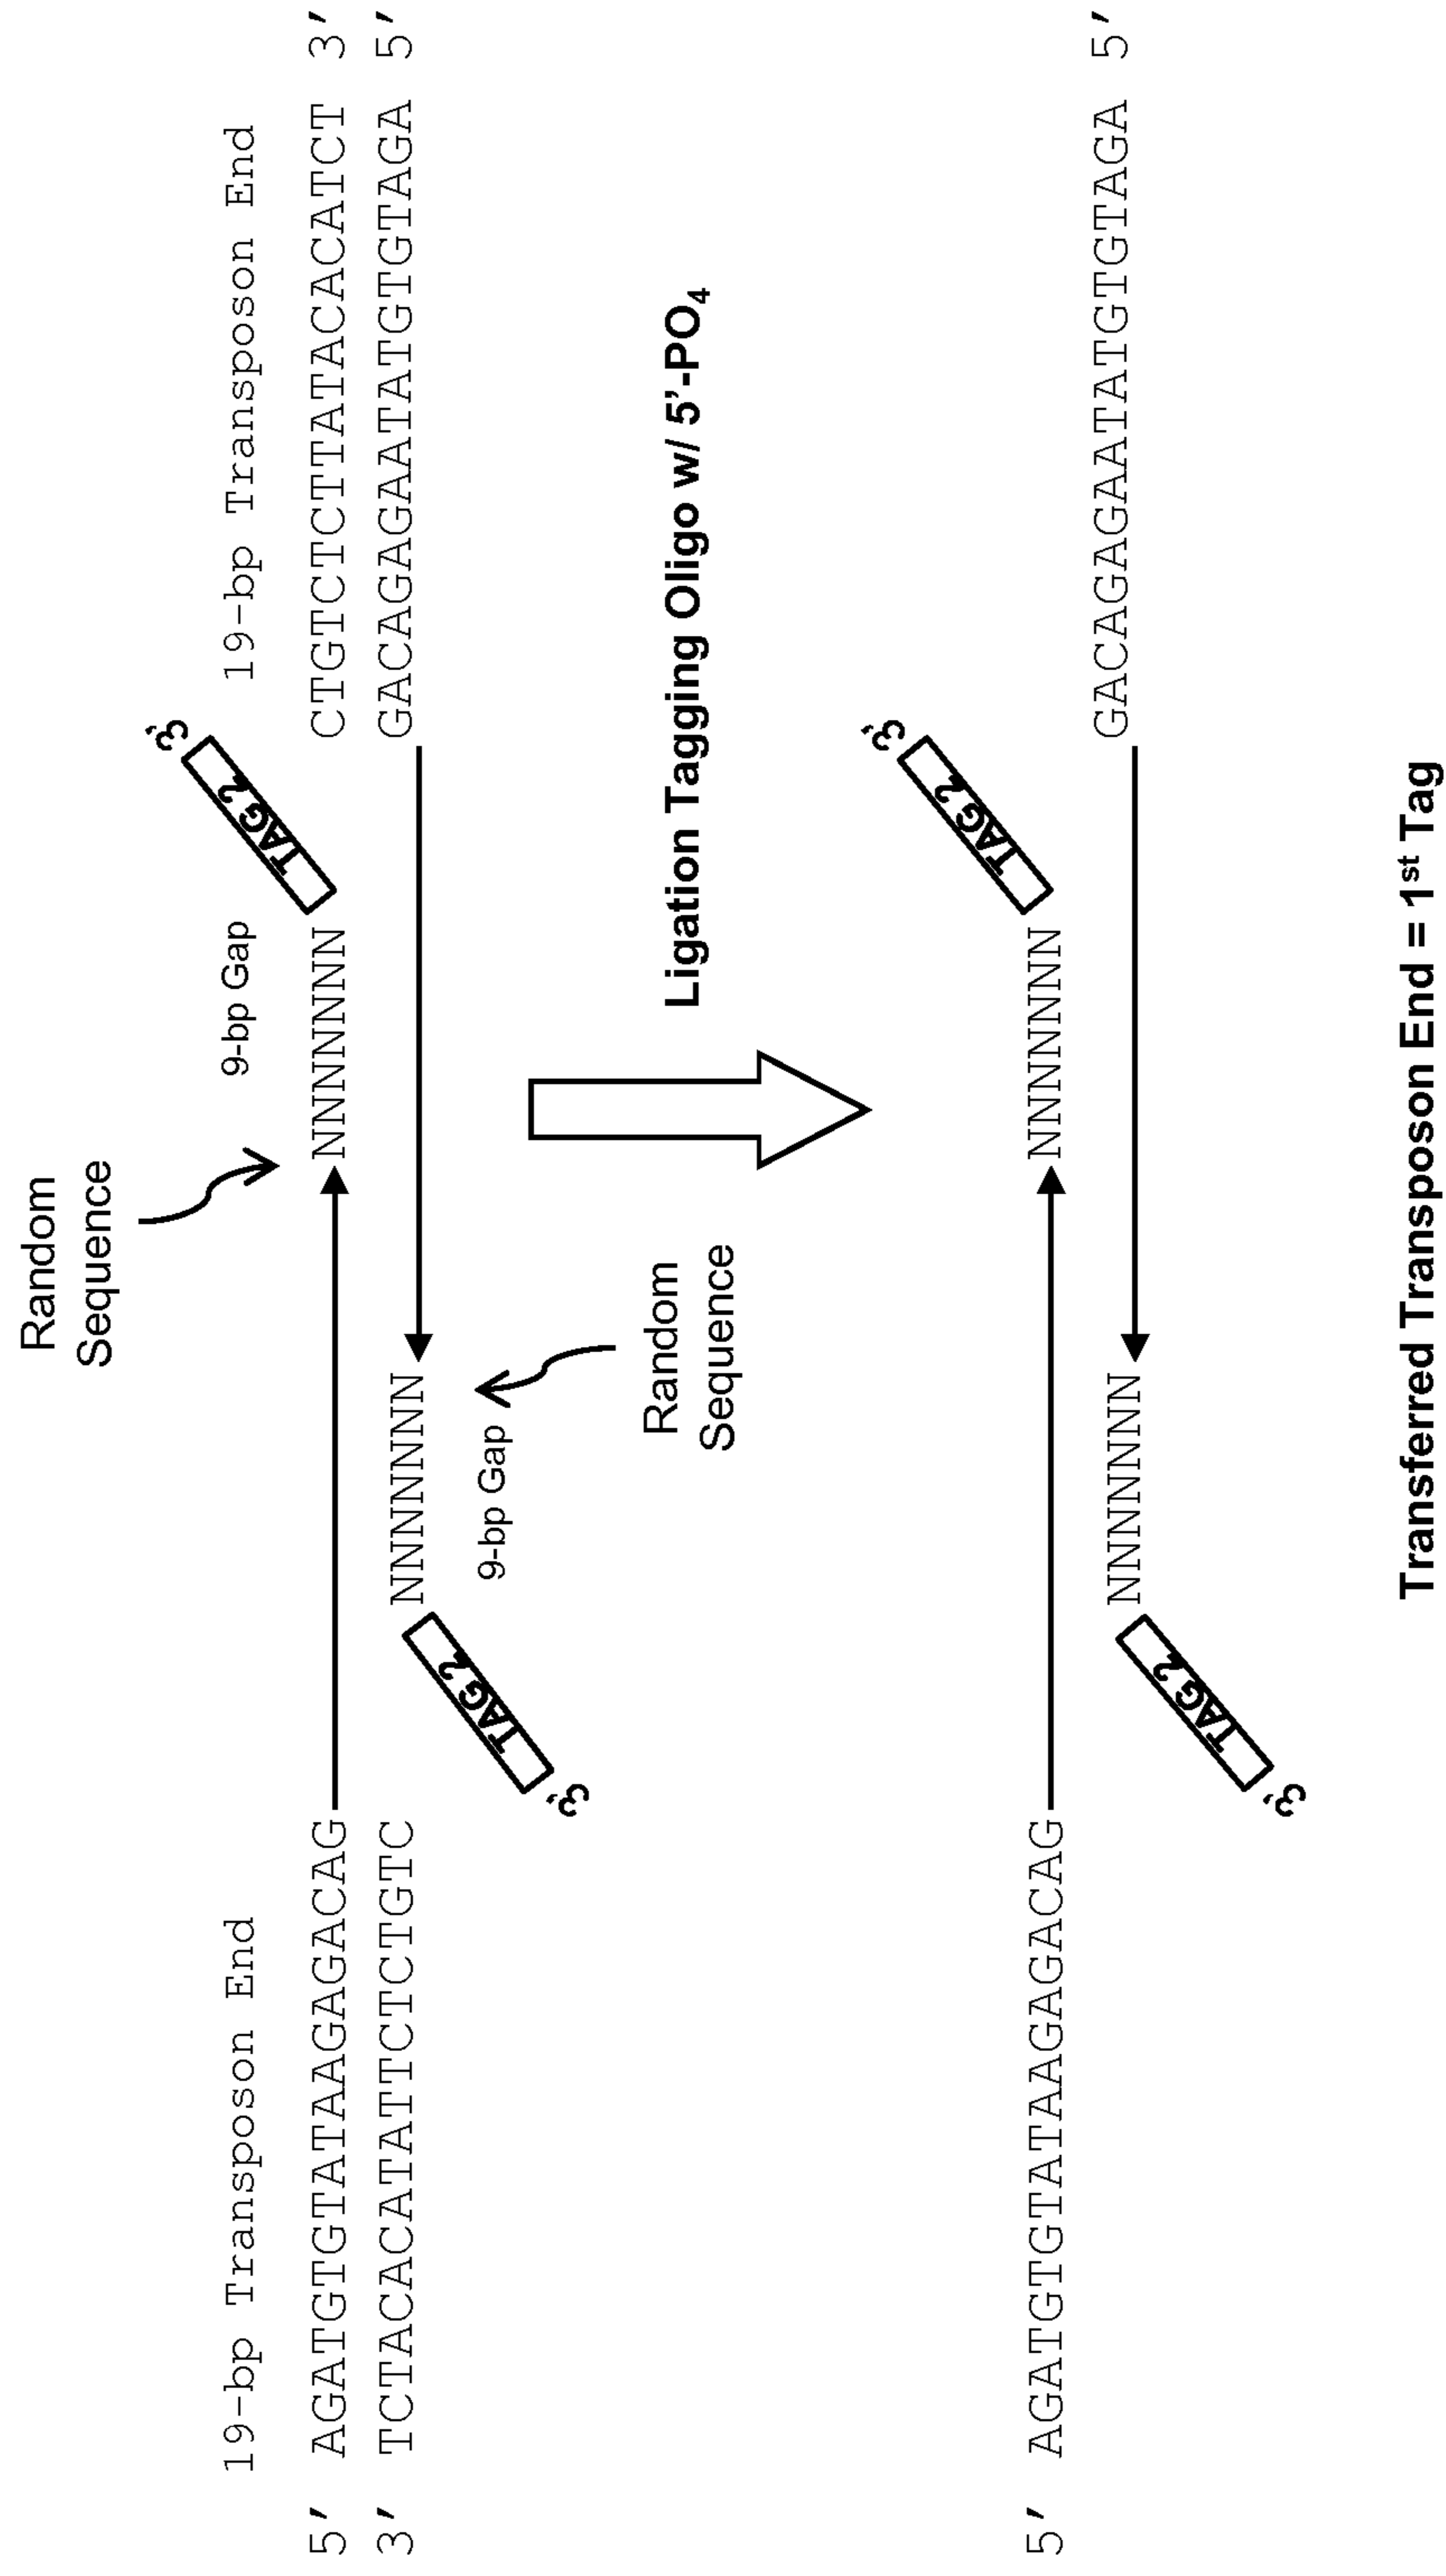 Random
Sequence
19-bp Transposon End
9-bp Gap
TAG 2 3'
19-bp Transposon End
5' AGATGTGTATAAGAGACAG NNNNNNN CTGTCTCTTATACACATCT 3'
3' TCTACACATATTCTCTGTC NNNNNNN GACAGAGAATATGTGTAGA 5'
3' TAG 2
9-bp Gap
Random
Sequence
Ligation Tagging Oligo w/ 5'-PO4
TAG 2 3'
5' AGATGTGTATAAGAGACAG NNNNNNN
NNNNNNN GACAGAGAATATGTGTAGA 5'
3' TAG 2
Transferred Transposon End = 1st Tag